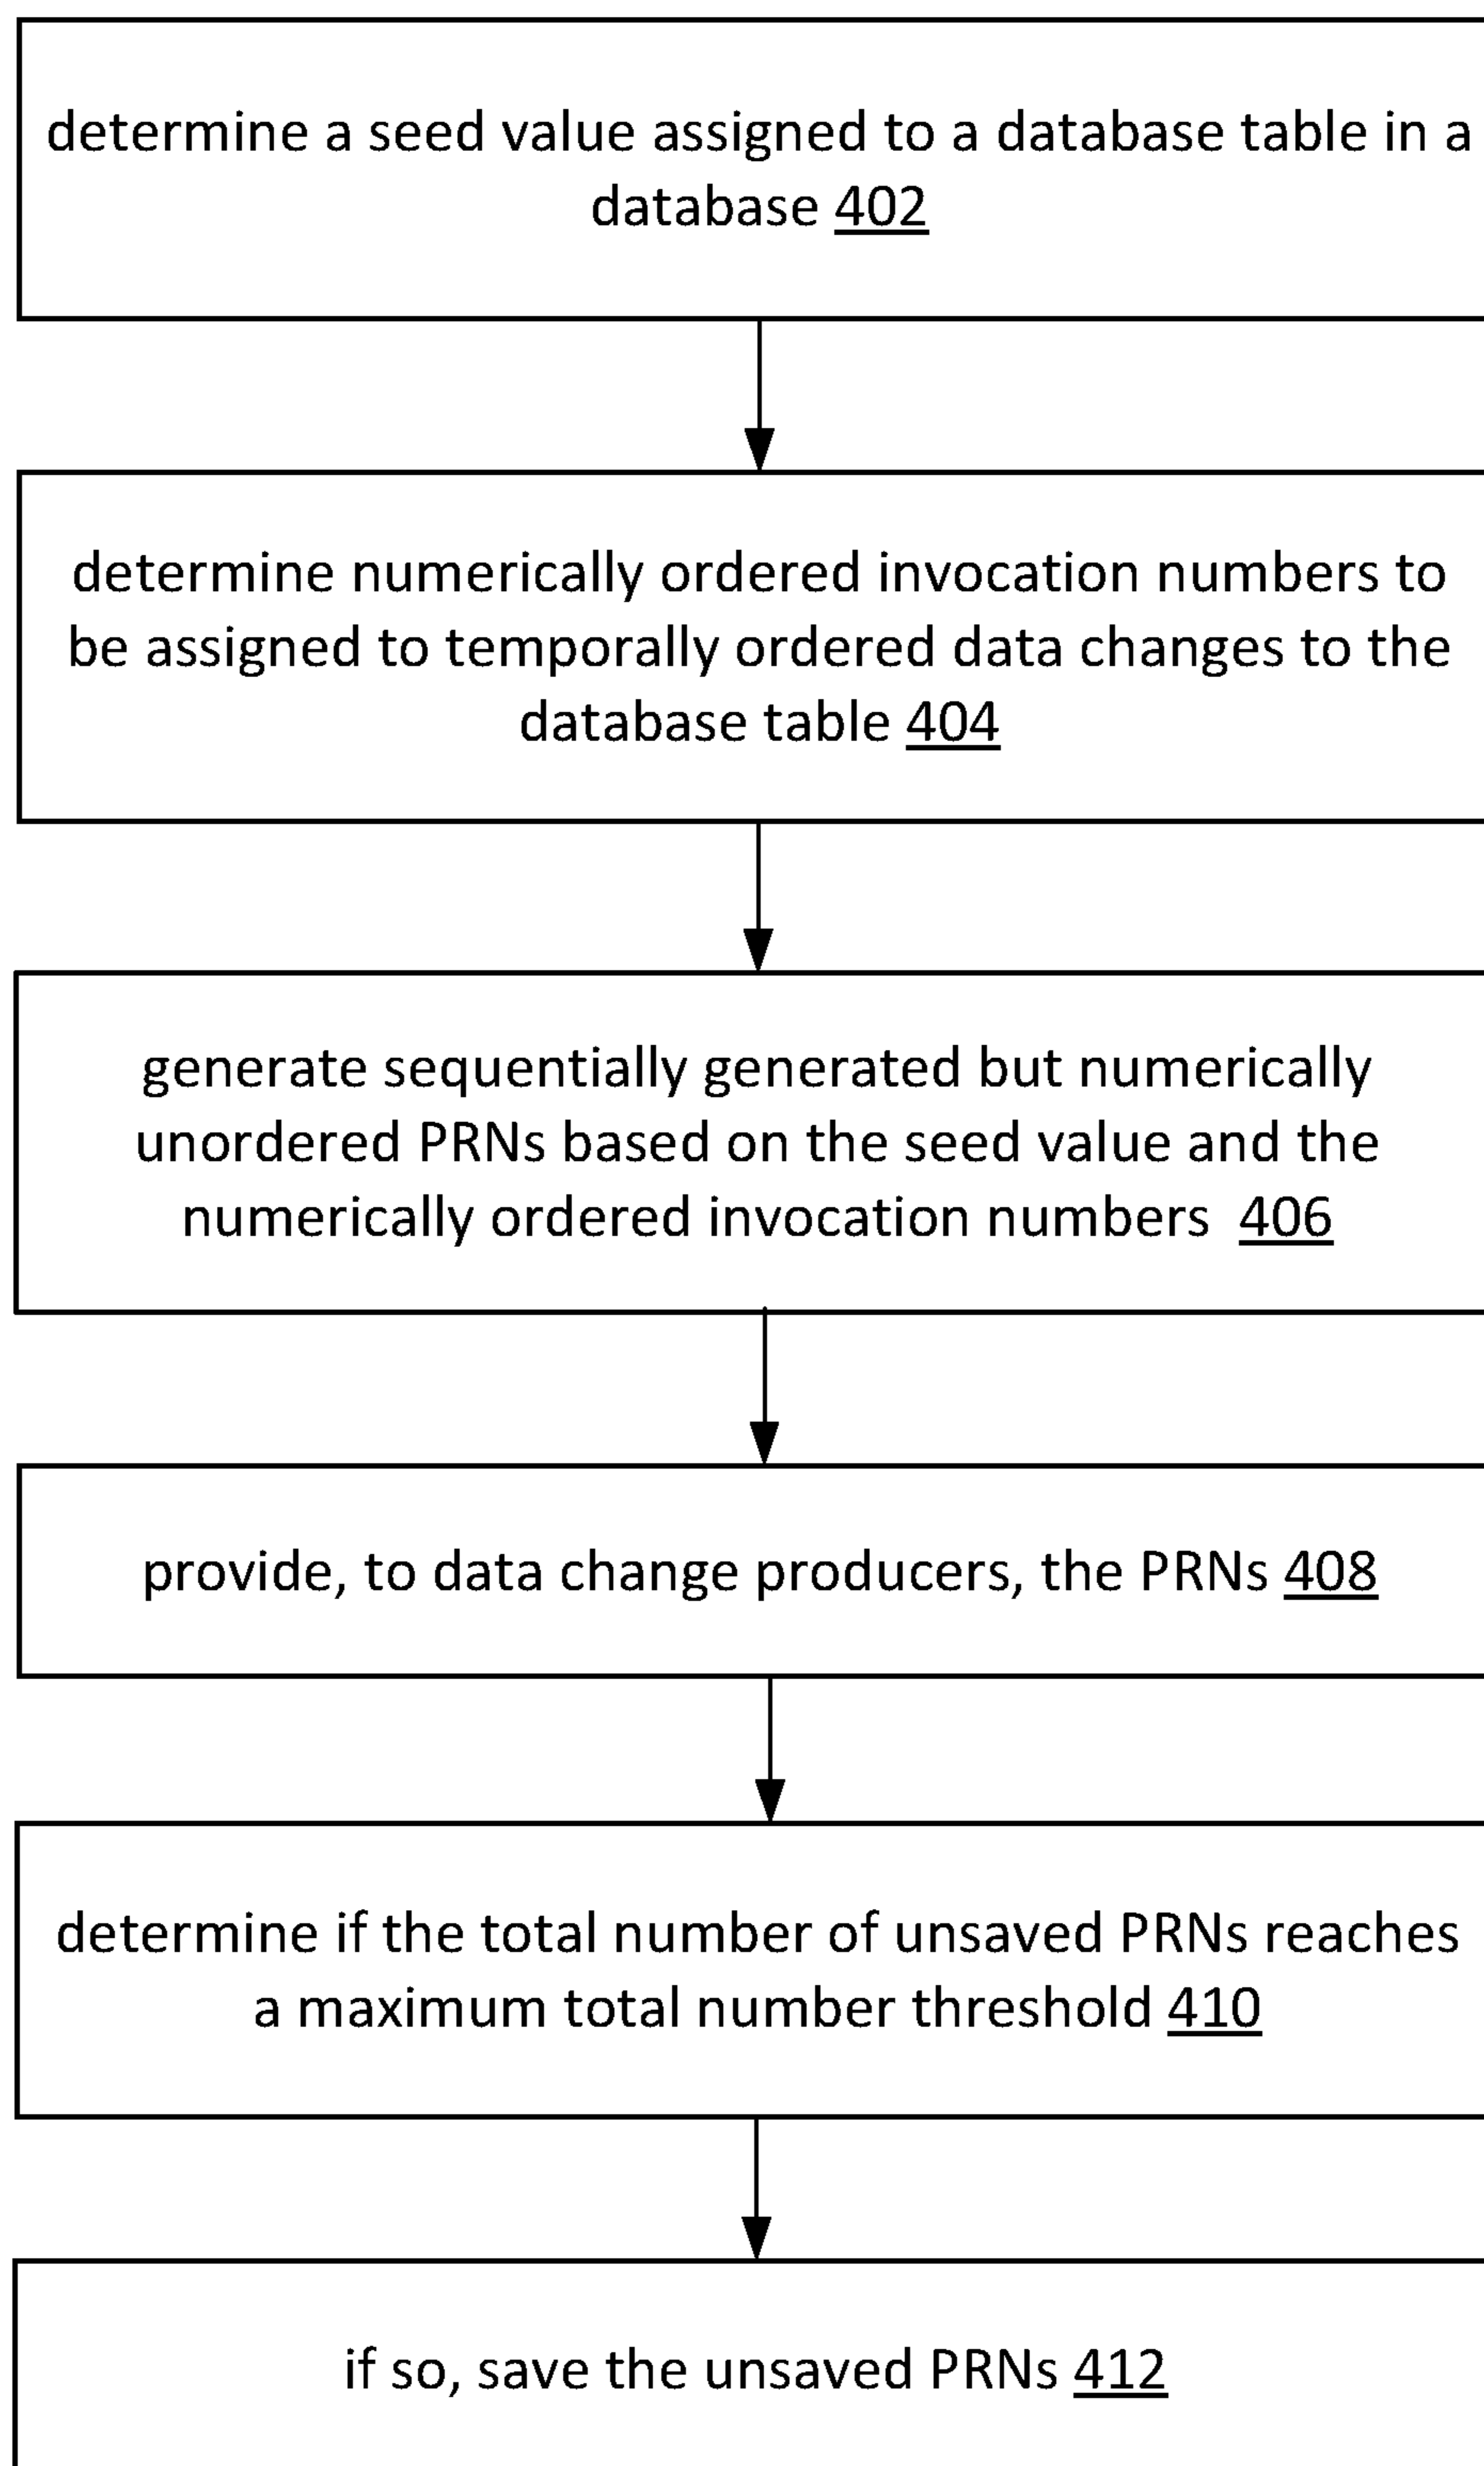 determine a seed value assigned to a database table in a
database 402
determine numerically ordered invocation numbers to
be assigned to temporally ordered data changes to the
database table 404
generate sequentially generated but numerically
unordered PRNs based on the seed value and the
numerically ordered invocation numbers 406
provide, to data change producers, the PRNs 408
determine if the total number of unsaved PRNs reaches
a maximum total number threshold 410
if so, save the unsaved PRNs 412